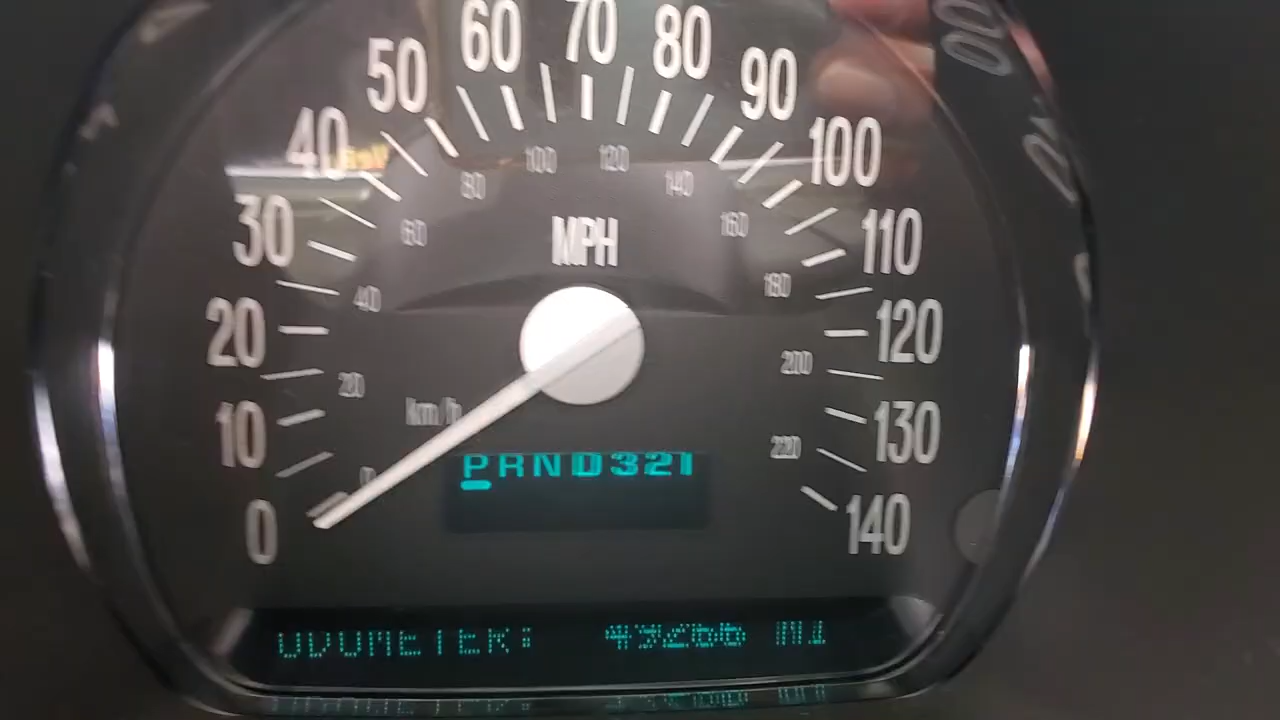 60 70 80
50 90
40 100
100 120
80 140
30 MPH 110
60 160
40 180
20 120
20 200
km/h
10 130
220
PRND321
0 140
ODOMETER: MI